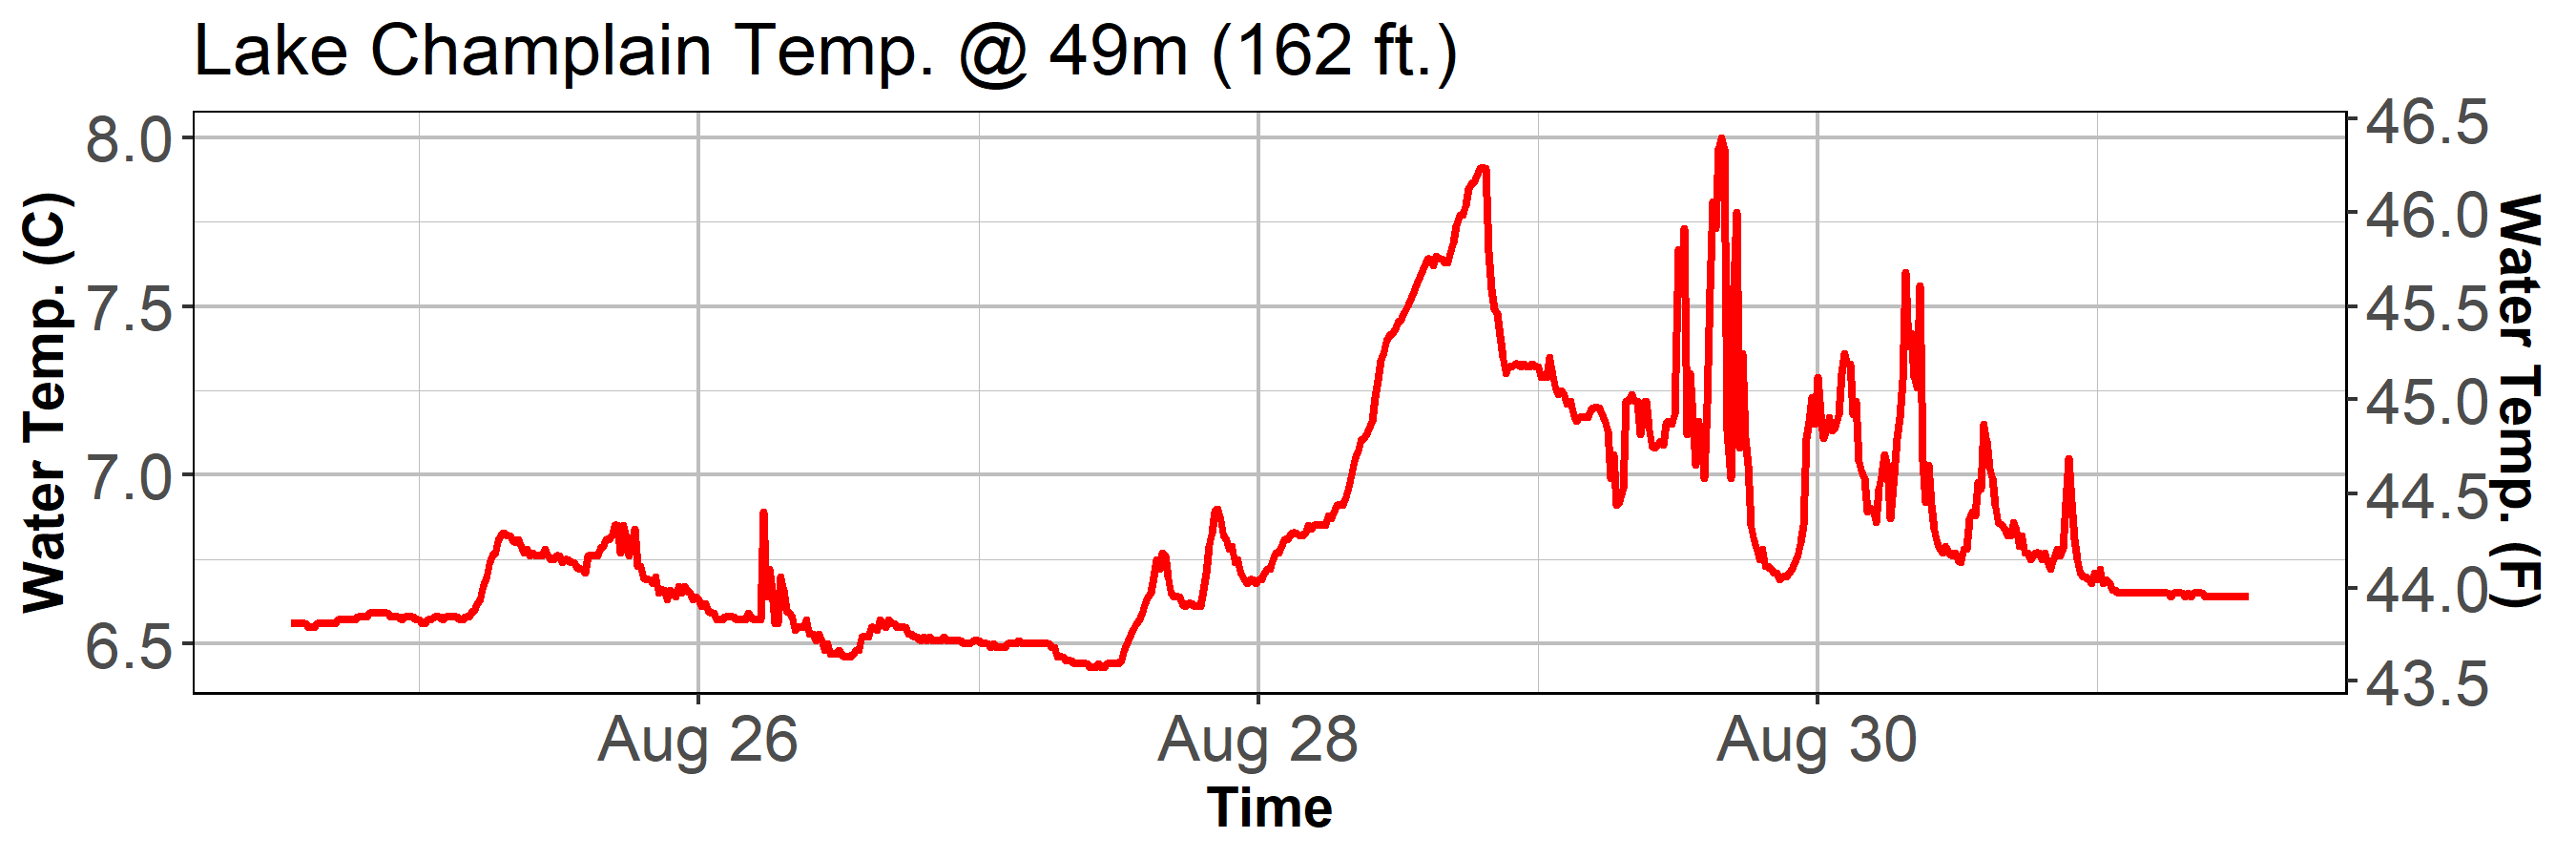 Lake Champlain Temp. @ 49m (162 ft.)
Water Temp. (C)
8.0
7.5
7.0
6.5
46.5
46.0
45.5
45.0
44.5
44.0
43.5
Water Temp. (F)
Aug 26
Aug 28
Aug 30
Time